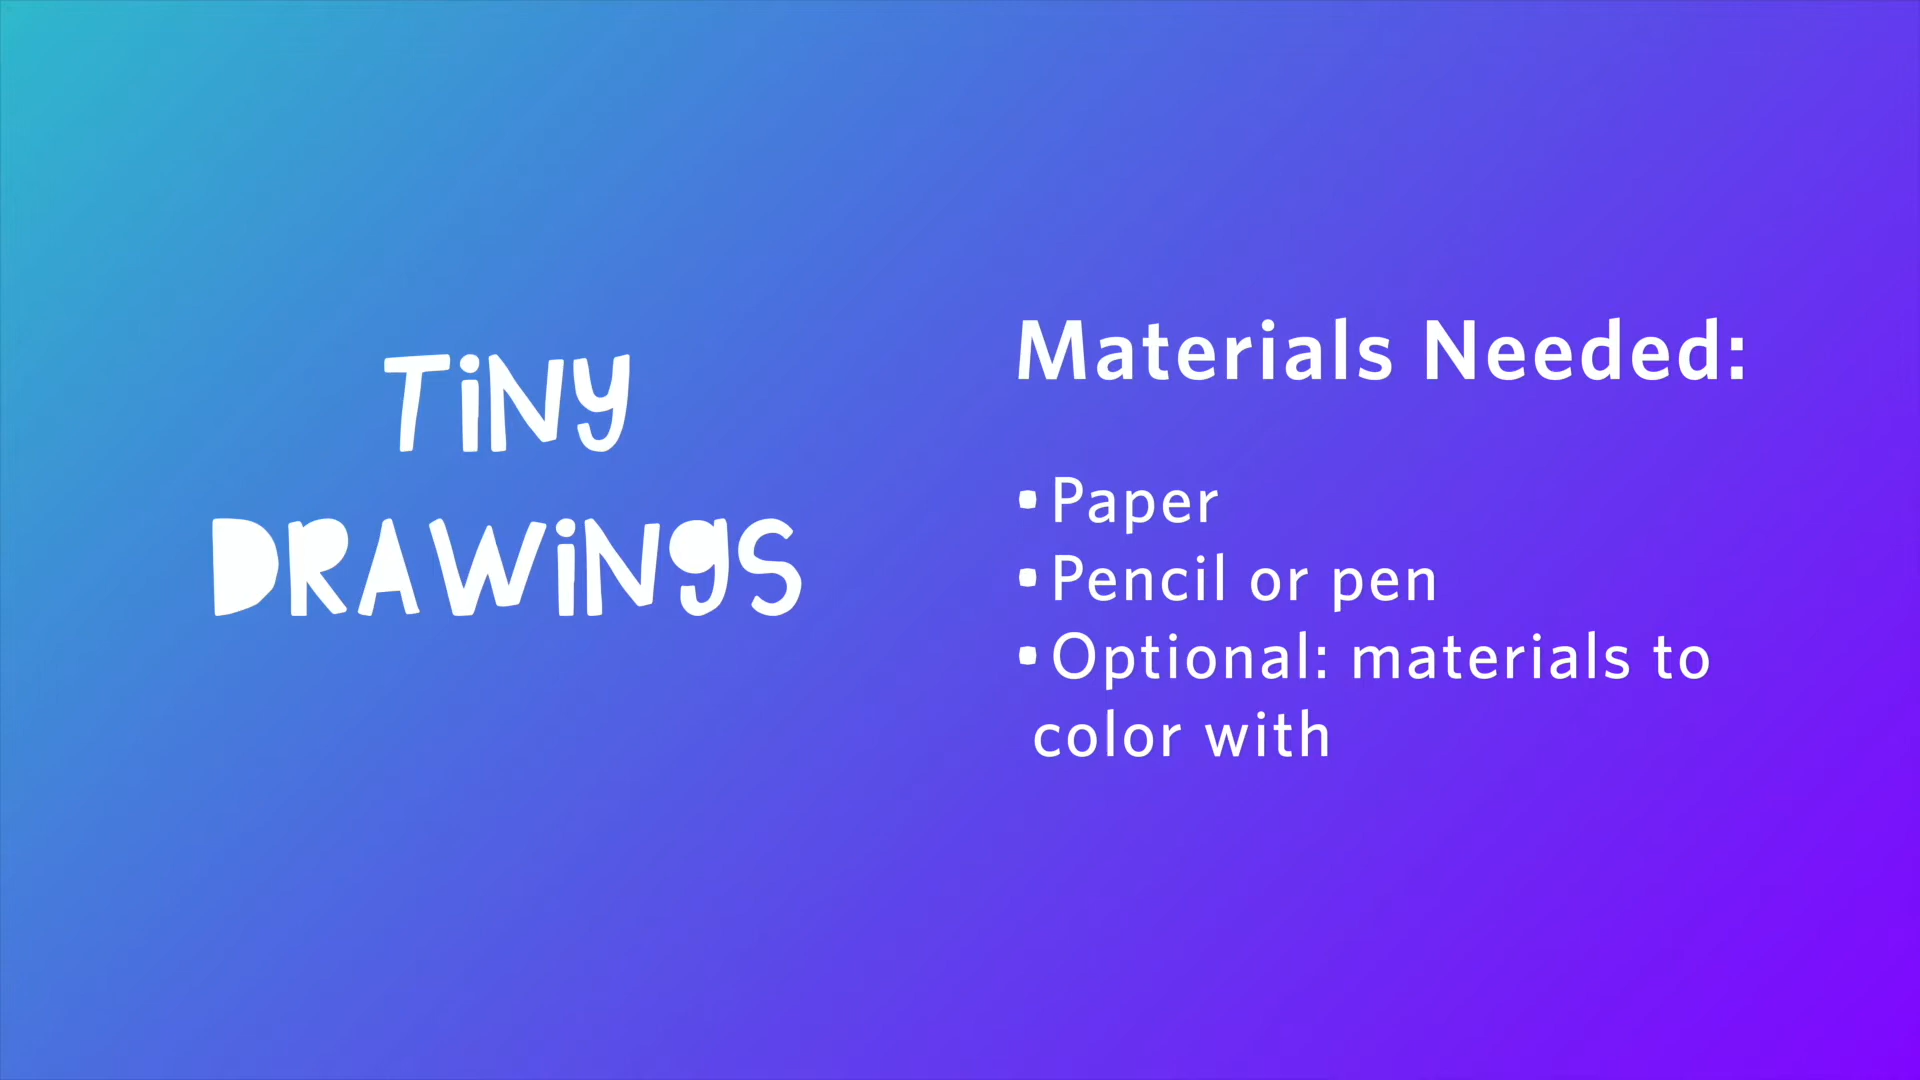 TiNy
DRAWiNgS
Materials Needed:
▪ Paper
▪ Pencil or pen
▪ Optional: materials to
color with